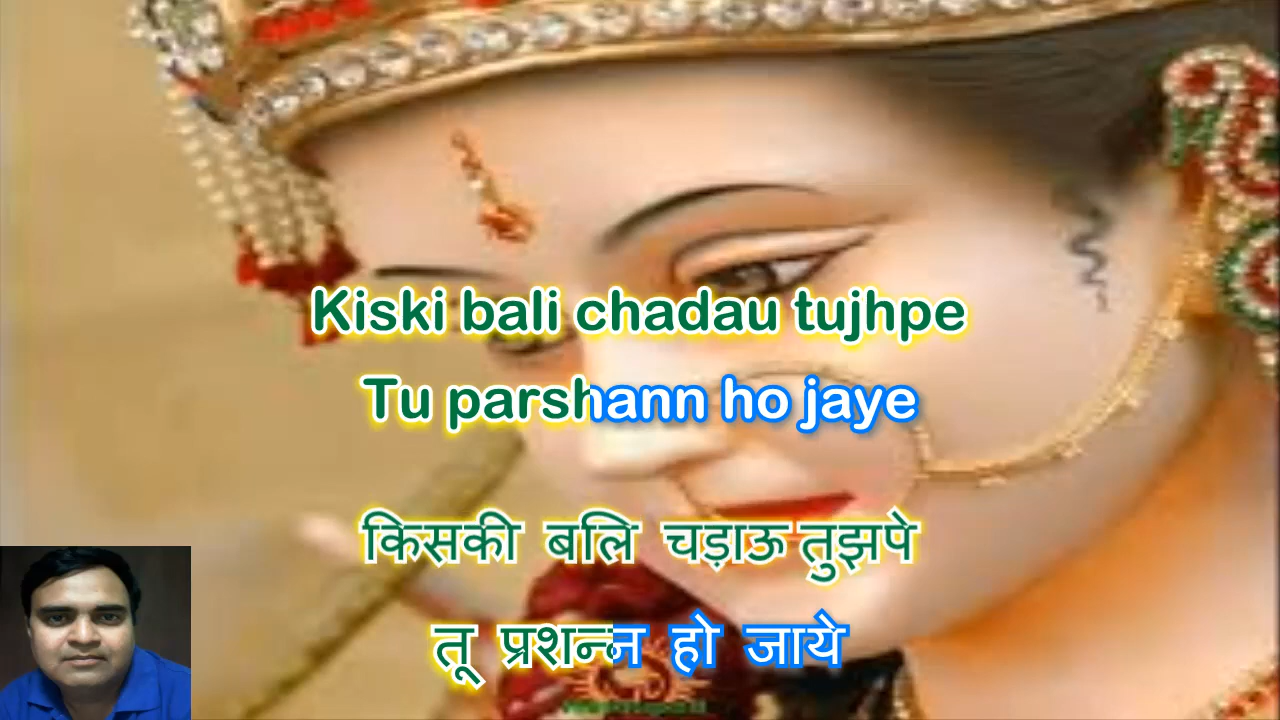 Kiski bali chadau tujhpe
Tu parshann ho jaye
किसकी बलि चड़ाऊ तुझपे
तू प्रशन्न हो जाये